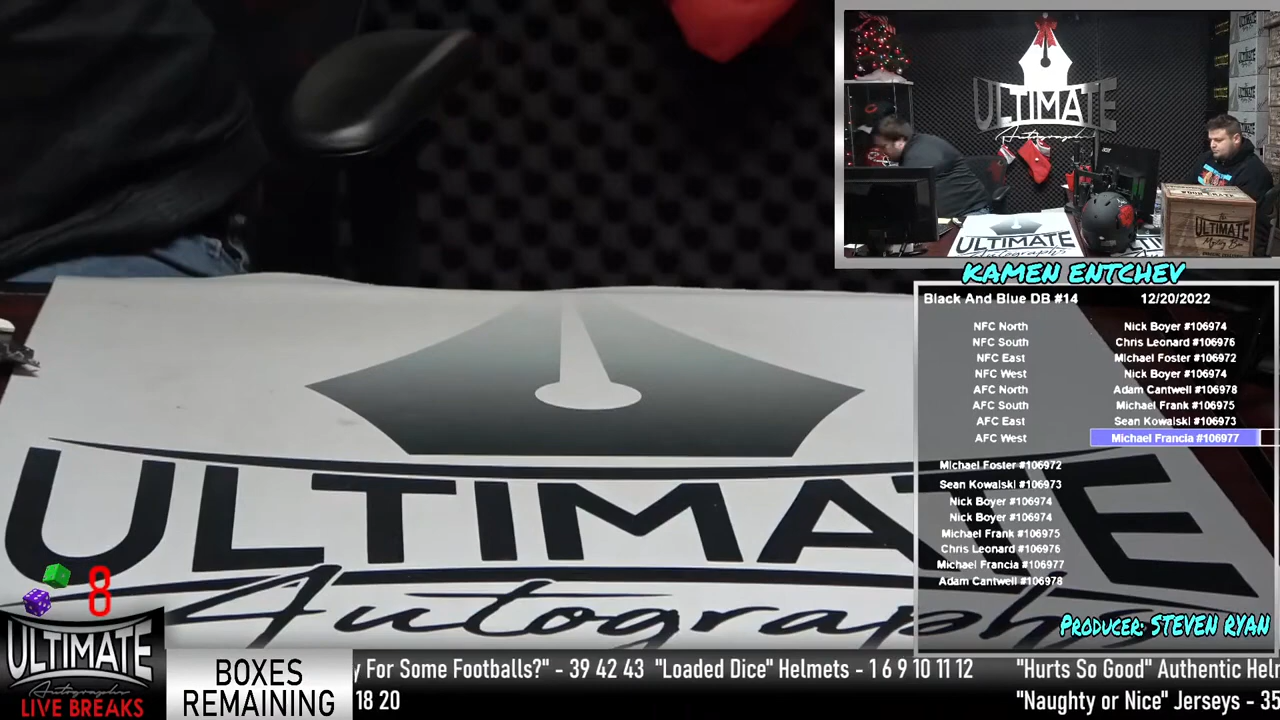 ULTIMATE
Autographs
ULTIMATE
Autographs
ULTIMATE
KAMEN ENTCHEV
Black And Blue DB #14 12/20/2022
NFC North Nick Boyer #106974
NFC South Chris Leonard #106976
NFC East Michael Foster #106972
NFC West Nick Boyer #106974
AFC North Adam Cantwell #106978
AFC South Michael Frank #106975
AFC East Sean Kowalski #106973
AFC West Michael Francia #106977
Michael Foster #106972
Sean Kowalski #106973
Nick Boyer #106974
Nick Boyer #106974
Michael Frank #106975
Chris Leonard #106976
Michael Francia #106977
Adam Cantwell #106978
Producer: STEVEN RYAN
ULTIMATE
Autographs
8
ULTIMATE
Autographs
LIVE BREAKS
BOXES
REMAINING
y For Some Footballs?" - 39 42 43 "Loaded Dice" Helmets - 1 6 9 10 11 12 "Hurts So Good" Authentic Hel
18 20 "Naughty or Nice" Jerseys - 35